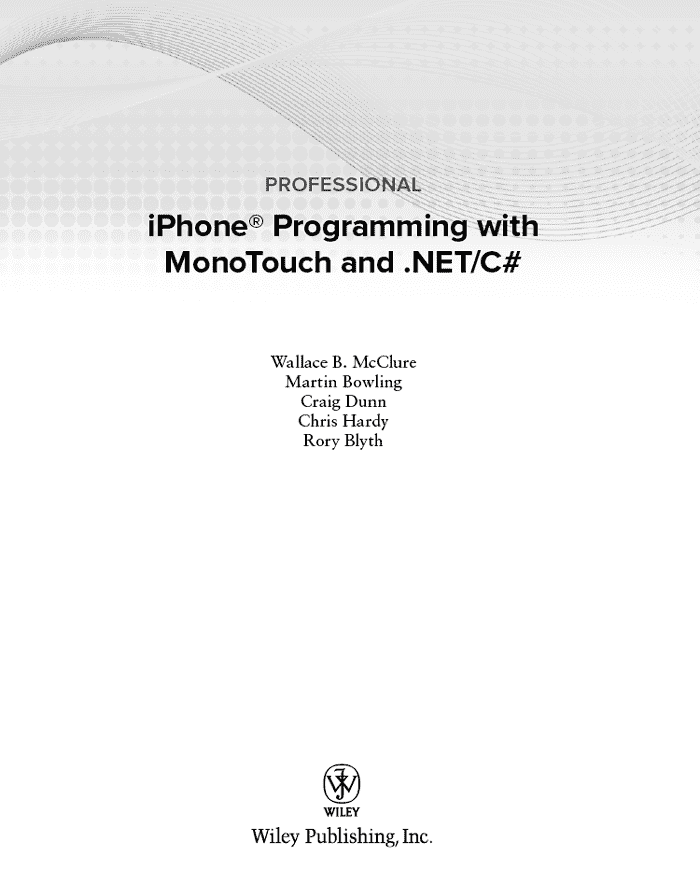 PROFESSIONAL
iPhone® Programming with
MonoTouch and .NET/C#
Wallace B. McClure
Martin Bowling
Craig Dunn
Chris Hardy
Rory Blyth
WILEY
Wiley Publishing, Inc.